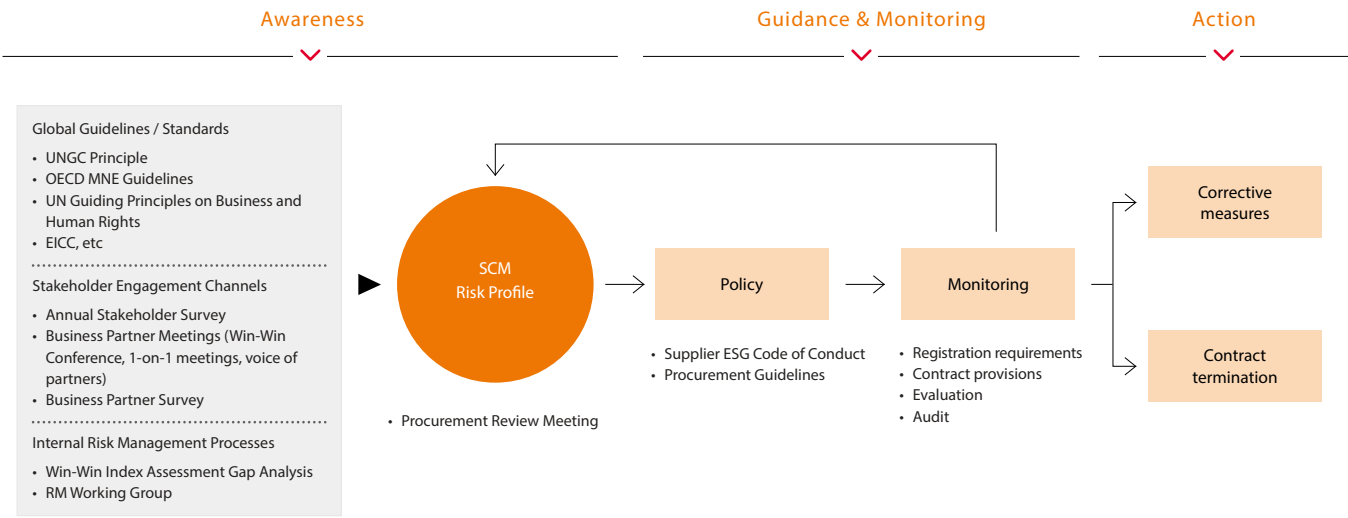 Awareness
Guidance & Monitoring
Action
Global Guidelines / Standards
• UNGC Principle
• OECD MNE Guidelines
• UN Guiding Principles on Business and
Human Rights
• EICC, etc
Stakeholder Engagement Channels
• Annual Stakeholder Survey
• Business Partner Meetings (Win-Win
Conference, 1-on-1 meetings, voice of
partners)
• Business Partner Survey
Internal Risk Management Processes
• Win-Win Index Assessment Gap Analysis
• RM Working Group
SCM
Risk Profile
• Procurement Review Meeting
Policy
• Supplier ESG Code of Conduct
• Procurement Guidelines
Monitoring
• Registration requirements
• Contract provisions
• Evaluation
• Audit
Corrective
measures
Contract
termination